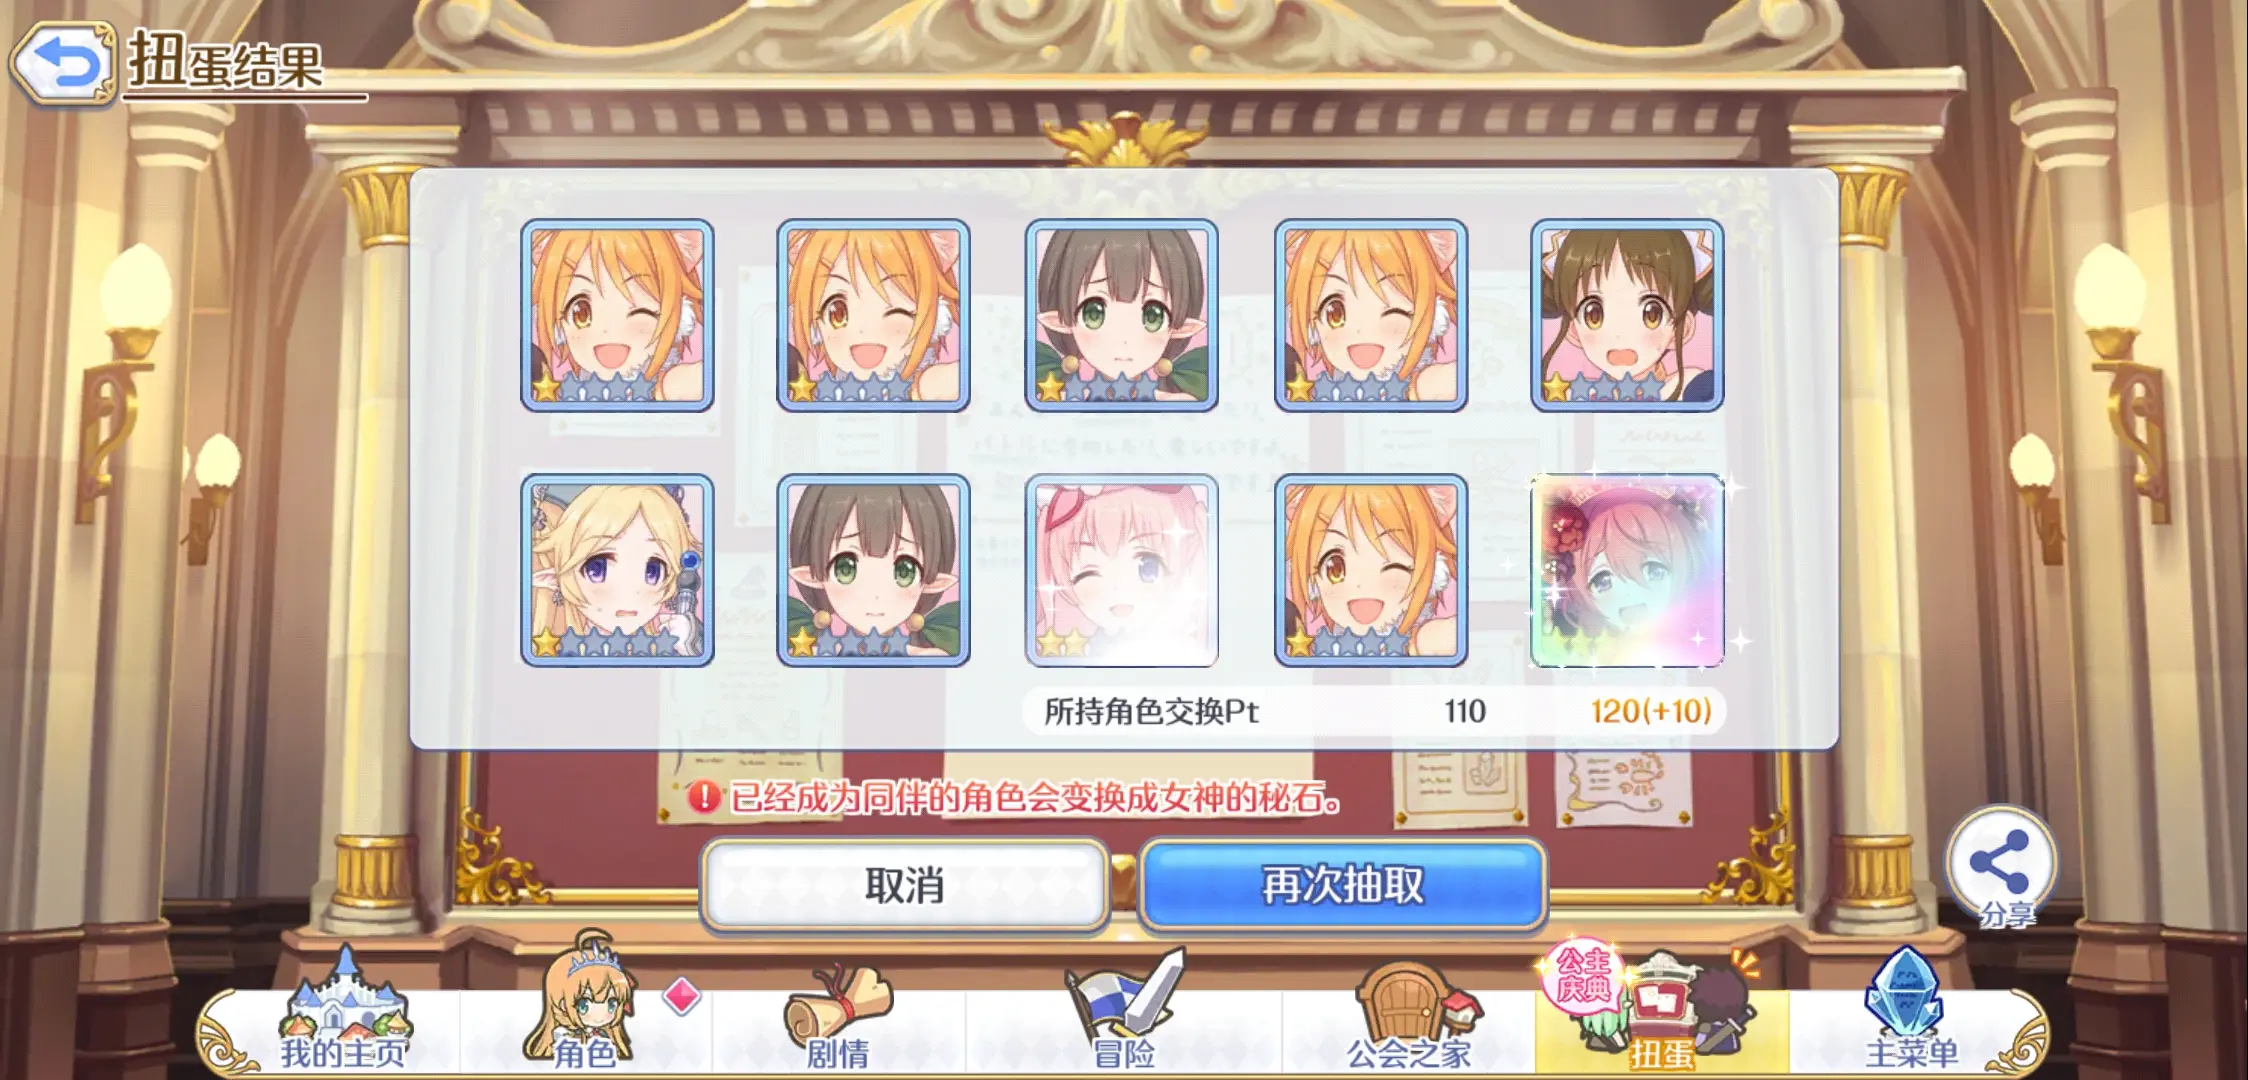 扭蛋结果
所持角色交换Pt 110 120(+10)
已经成为同伴的角色会变换成女神的秘石。
取消
再次抽取
分享
公主
庆典
我的主页
角色
剧情
冒险
公会之家
扭蛋
主菜单